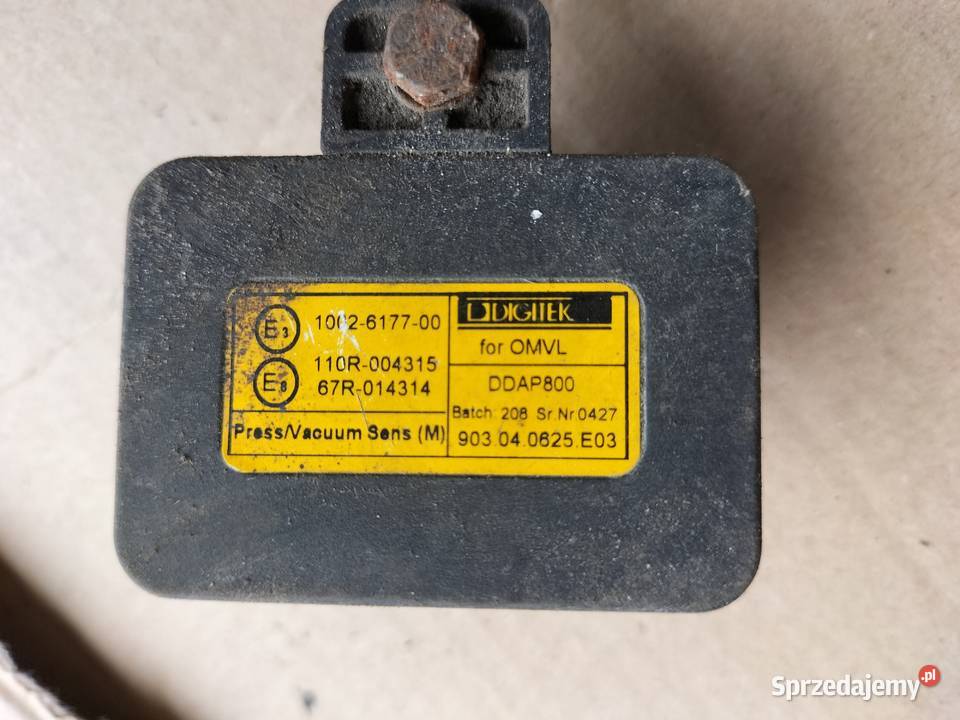 E3 1002-6177-00
E8 110R-004315
67R-014314
Press/Vacuum Sens (M)
DIGITEK
for OMVL
DDAP800
Batch: 208 Sr.Nr.0427
903.04.0625.E03
Sprzedajemy.pl